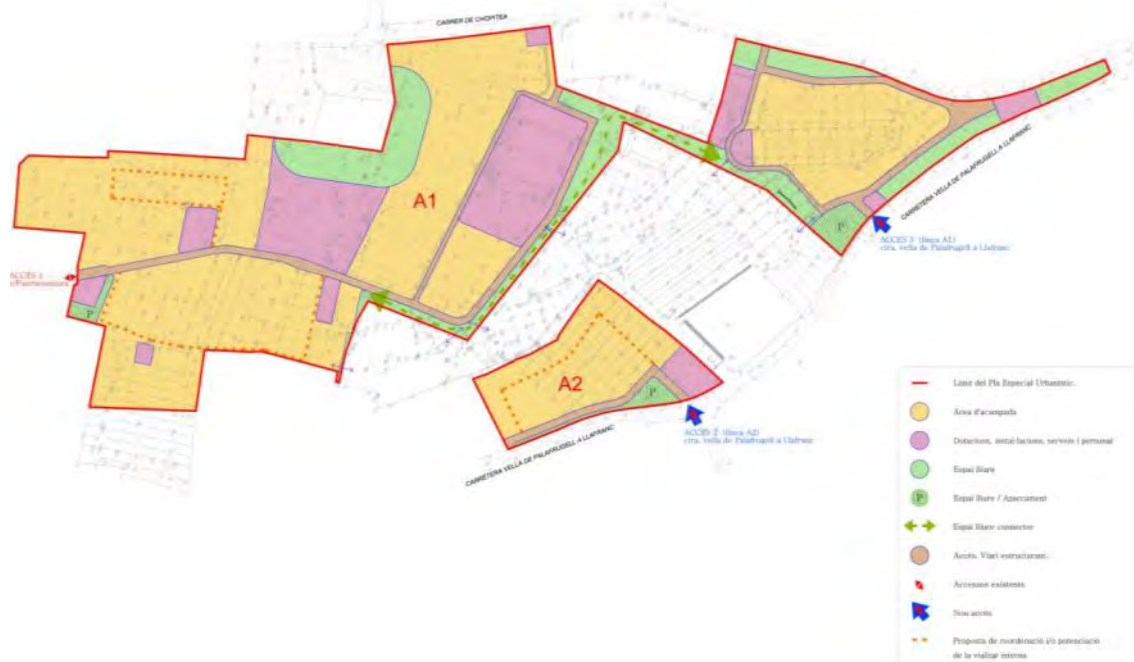 CARRER DE CHOPITEA
A1
CARRETERA VELLA DE PALAFRUGELL A LLAFRANC
P
ACCÉS 3 (finca A1)
ctra. vella de Palafrugell a Llafranc
ACCÉS 1
P
A2
P
ACCÉS 2 (finca A2)
ctra. vella de Palafrugell a Llafranc
CARRETERA VELLA DE PALAFRUGELL A LLAFRANC
Límit del Pla Especial Urbanístic.
Àrea d'acampada
Dotacions, instal·lacions, serveis i personal
Espai lliure
P
Espai lliure / Aparcament
Espai lliure connector
Accés. Viari estructurant.
Accessos existents
Nou accés
Proposta de reordenació i/o potenciació
de la vialitat interna